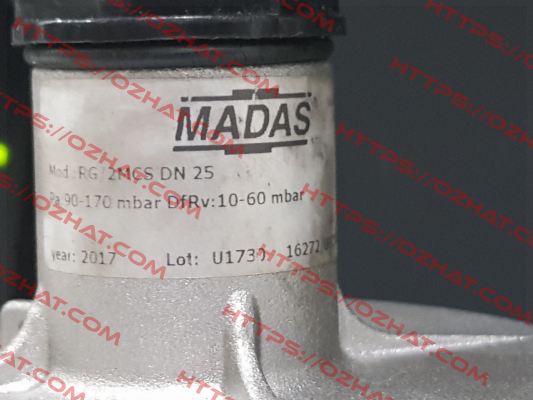 MADAS
Mod.: RG/2MCS DN 25
Pa 90-170 mbar DfRv:10-60 mbar
year: 2017 Lot: U1730 16272
HTTPS://OZHAT.COM